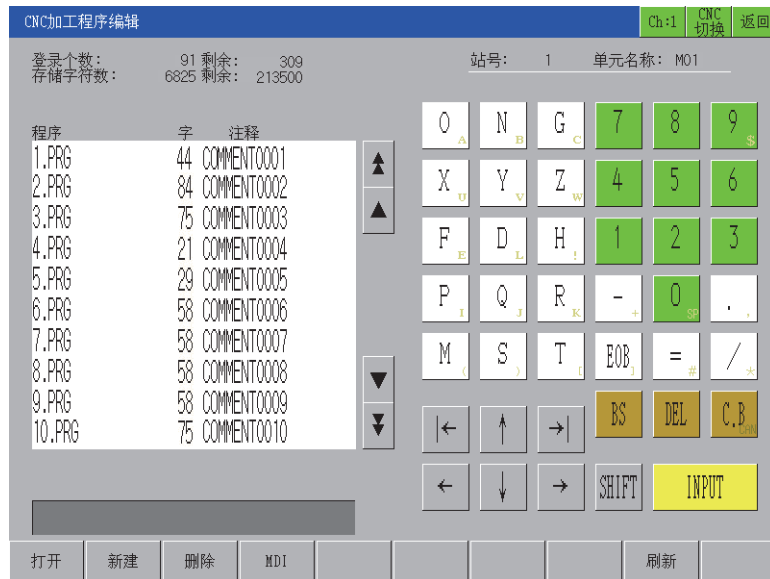 CNC加工程序编辑 Ch:1 CNC切换 返回
登录个数: 91 剩余: 309 站号: 1 单元名称: M01
存储字符数: 6825 剩余: 213500
程序 字 注释
1.PRG 44 COMMENT0001
2.PRG 84 COMMENT0002
3.PRG 75 COMMENT0003
4.PRG 21 COMMENT0004
5.PRG 29 COMMENT0005
6.PRG 58 COMMENT0006
7.PRG 58 COMMENT0007
8.PRG 58 COMMENT0008
9.PRG 58 COMMENT0009
10.PRG 75 COMMENT0010
O A N B G C 7 8 9 $
X U Y V Z W 4 5 6
F E D L H ! 1 2 3
P I Q J R K - + 0 SP . ,
M ( S ) T [ EOB ] = # / *
|← ↑ →| BS DEL C.B CAN
← ↓ → SHIFT INPUT
打开 新建 删除 MDI 刷新